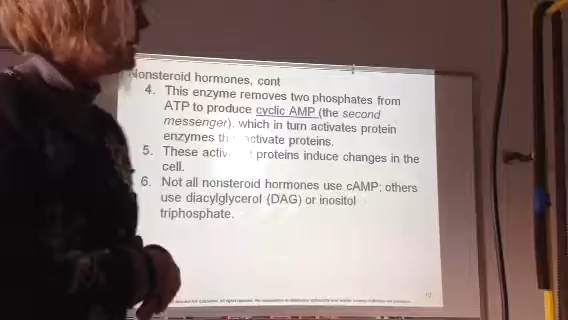 Nonsteroid hormones, cont
4. This enzyme removes two phosphates from
ATP to produce cyclic AMP (the second
messenger), which in turn activates protein
enzymes th activate proteins.
5. These activ proteins induce changes in the
cell.
6. Not all nonsteroid hormones use cAMP; others
use diacylglycerol (DAG) or inositol
triphosphate.